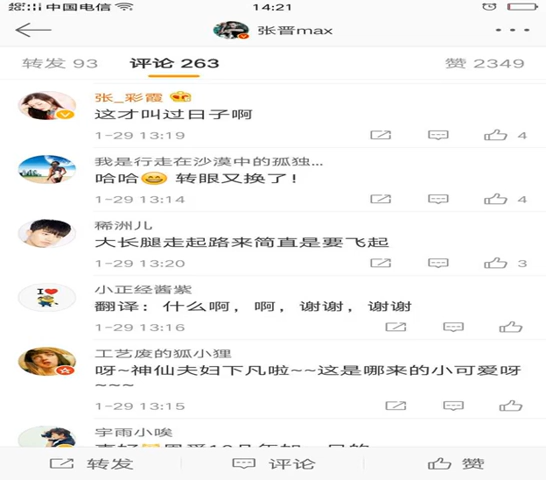 中国电信
14:21
张晋max
转发 93
评论 263
赞 2349
张_彩霞
这才叫过日子啊
1-29 13:19
4
我是行走在沙漠中的孤独...
哈哈😄 转眼又换了!
1-29 13:14
4
稀洲儿
大长腿走起路来简直是要飞起
1-29 13:20
3
小正经酱紫
翻译:什么啊,啊,谢谢,谢谢
1-29 13:16
工艺废的狐小狸
呀~神仙夫妇下凡啦~~这是哪来的小可爱呀
~~~
1-29 13:15
宇雨小唉
转发
评论
赞